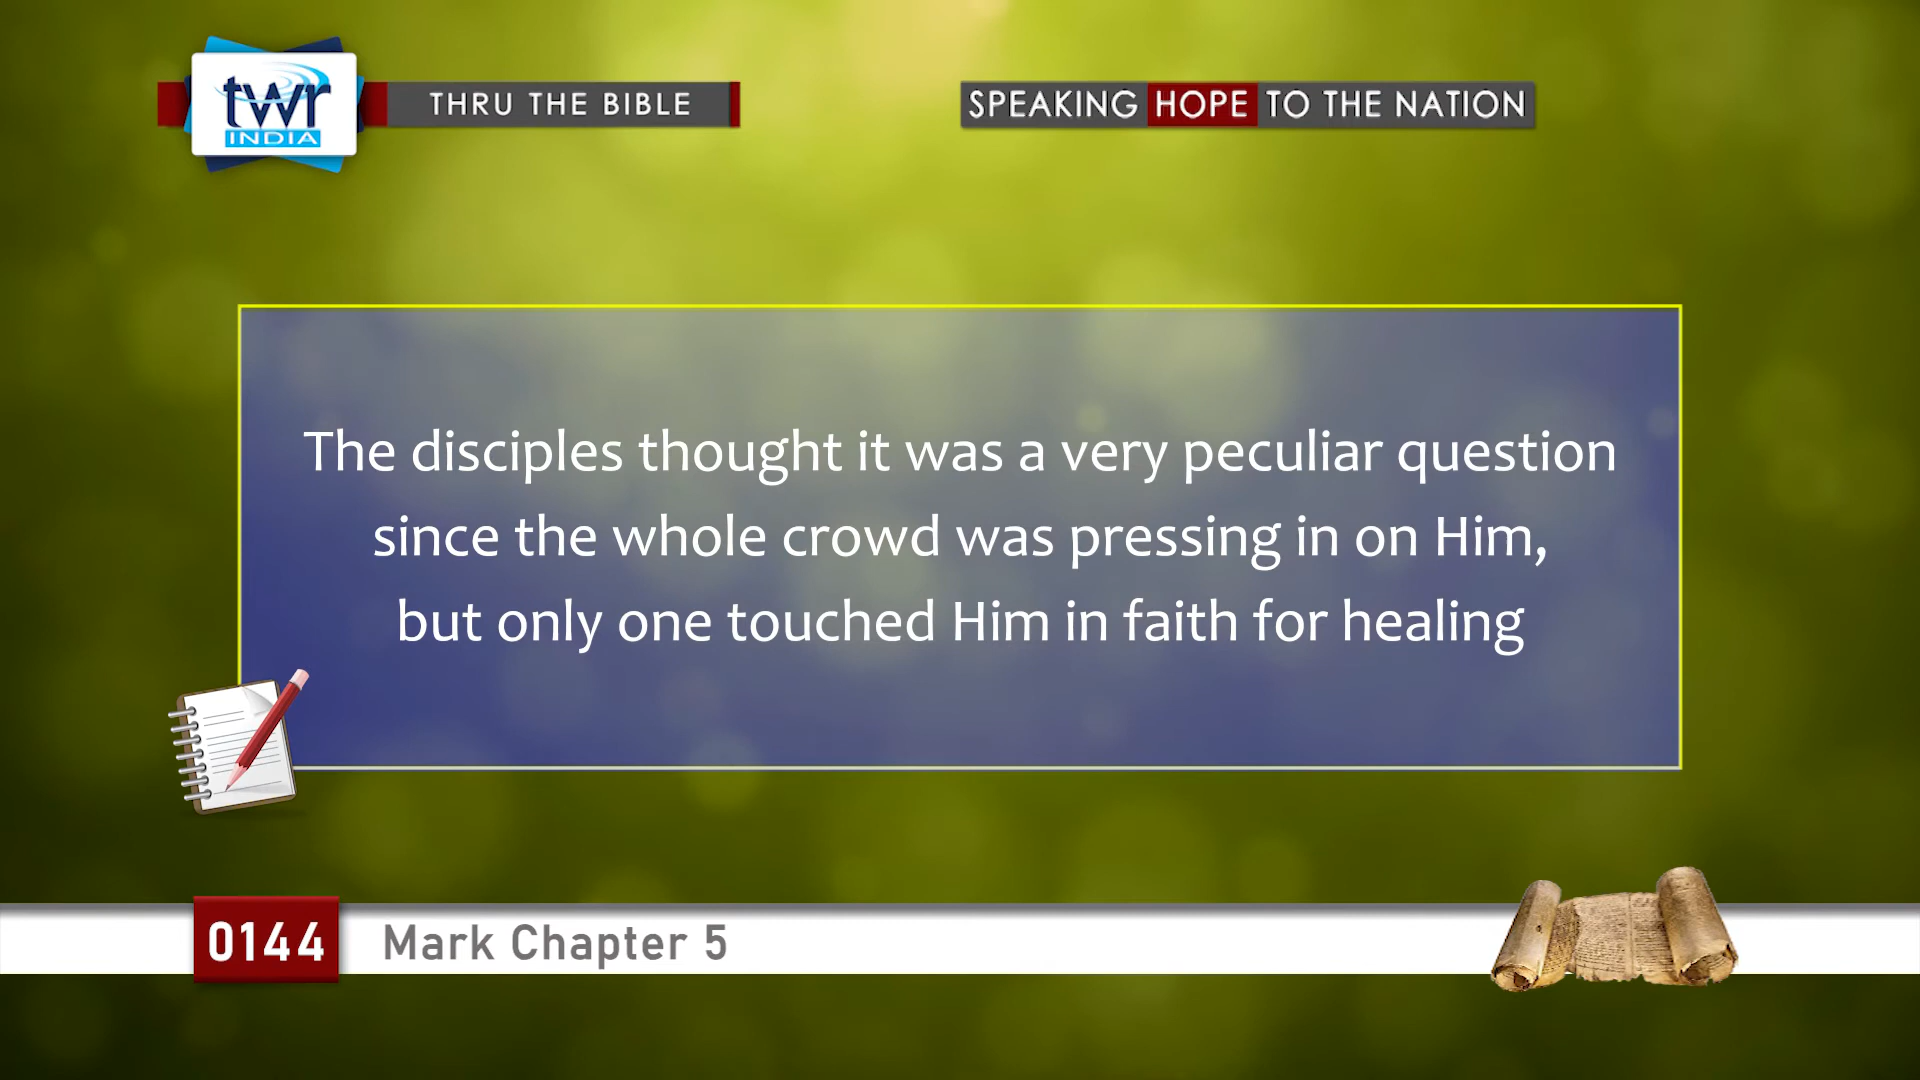 twr
INDIA
THRU THE BIBLE
SPEAKING HOPE TO THE NATION
The disciples thought it was a very peculiar question
since the whole crowd was pressing in on Him,
but only one touched Him in faith for healing
0144
Mark Chapter 5